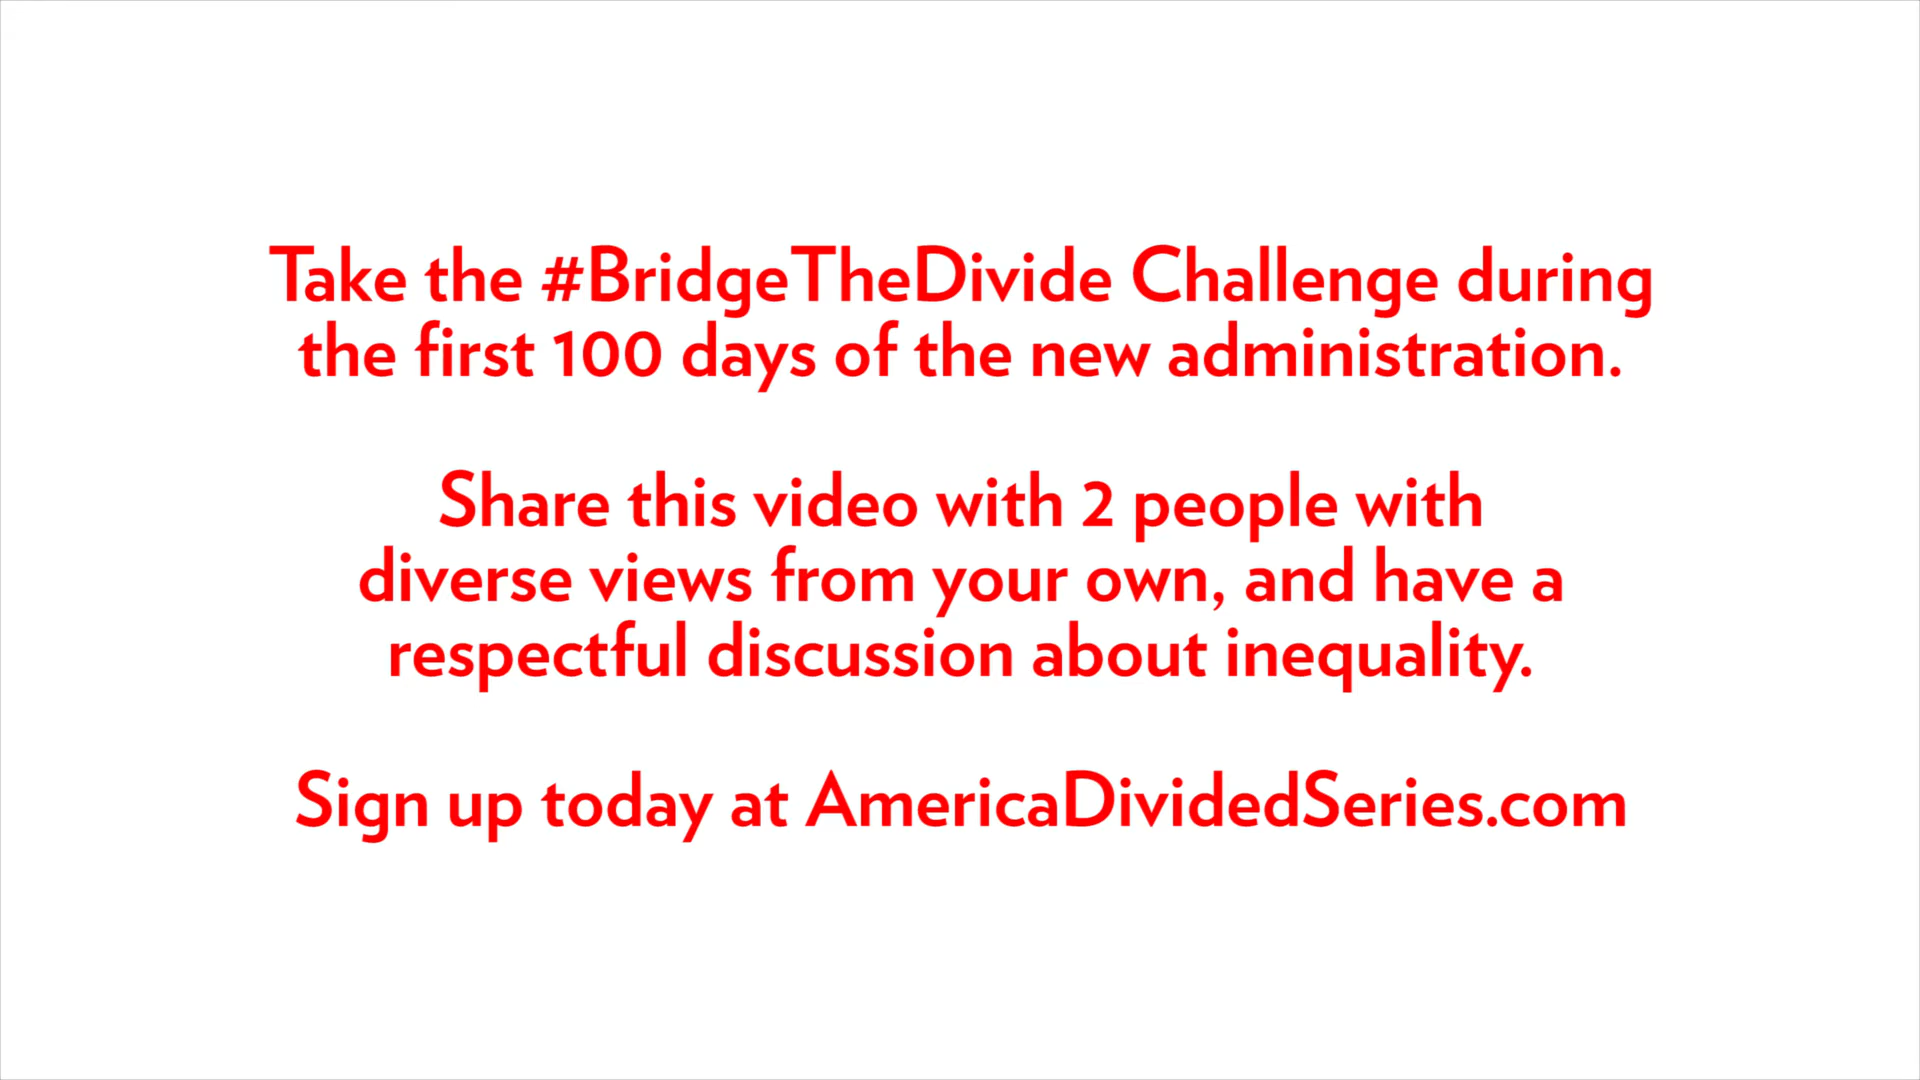 Take the #BridgeTheDivide Challenge during
the first 100 days of the new administration.
Share this video with 2 people with
diverse views from your own, and have a
respectful discussion about inequality.
Sign up today at AmericaDividedSeries.com